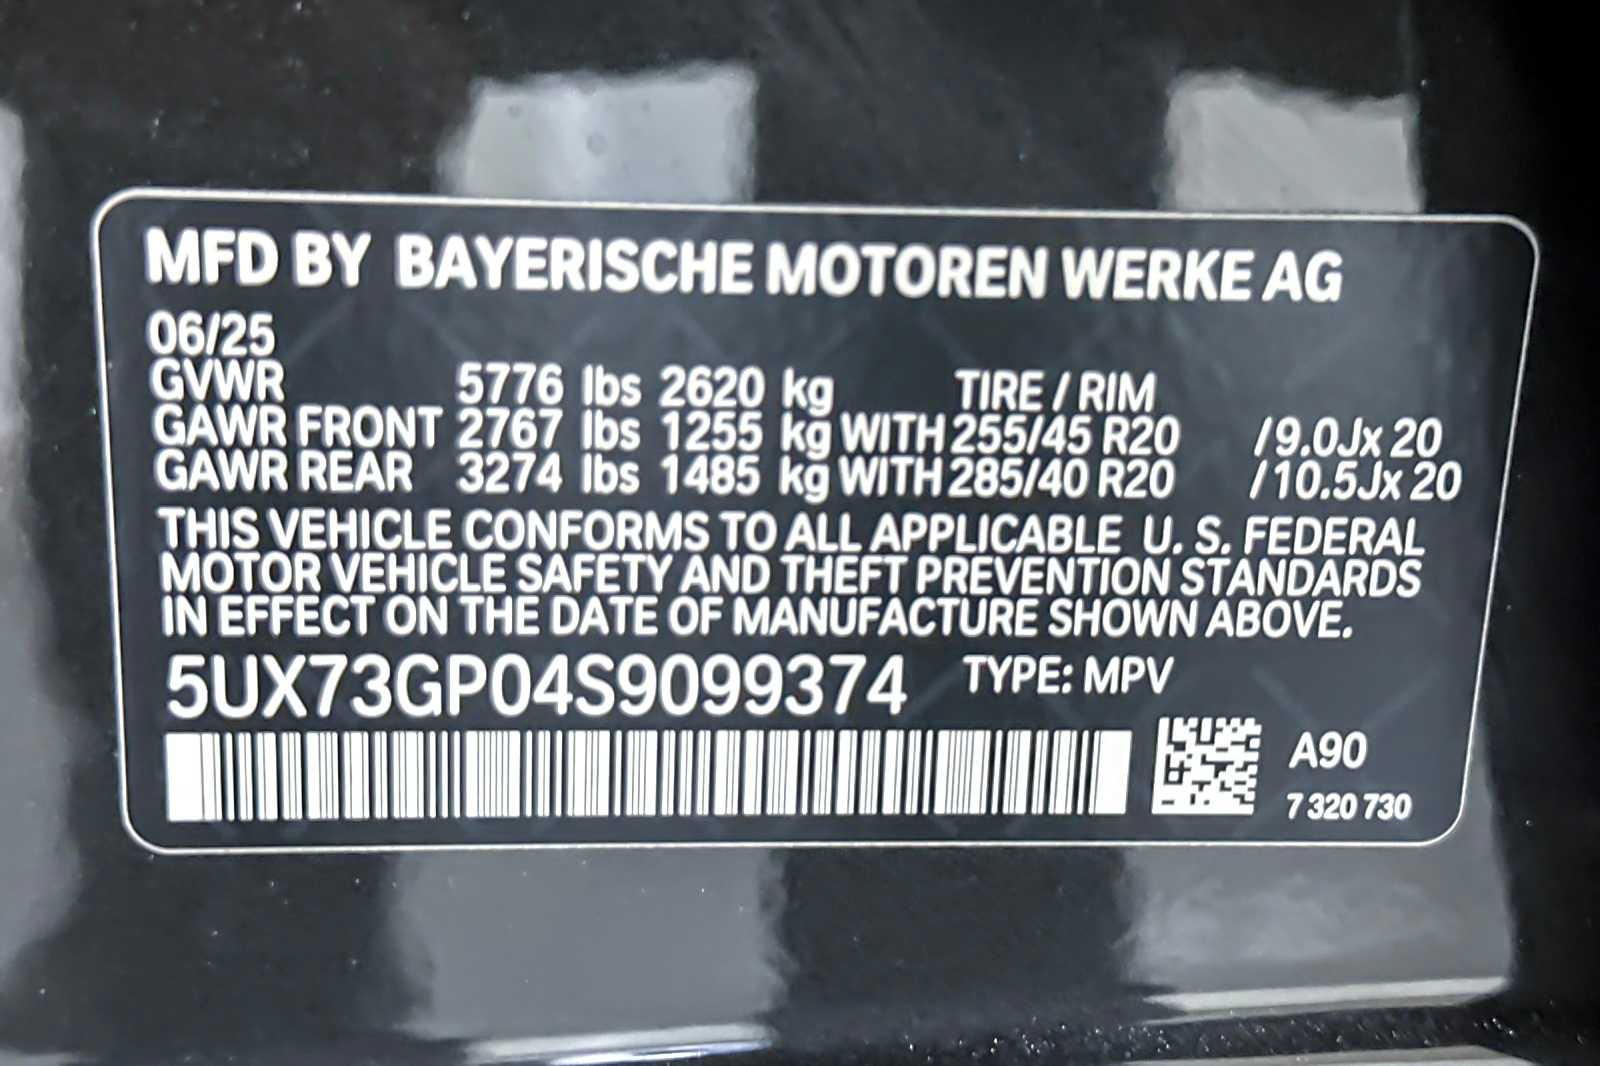 MFD BY BAYERISCHE MOTOREN WERKE AG
06/25
GVWR 5776 lbs 2620 kg TIRE / RIM
GAWR FRONT 2767 lbs 1255 kg WITH 255/45 R20 /9.0Jx 20
GAWR REAR 3274 lbs 1485 kg WITH 285/40 R20 /10.5Jx 20
THIS VEHICLE CONFORMS TO ALL APPLICABLE U. S. FEDERAL
MOTOR VEHICLE SAFETY AND THEFT PREVENTION STANDARDS
IN EFFECT ON THE DATE OF MANUFACTURE SHOWN ABOVE.
5UX73GP04S9099374 TYPE: MPV
A90
7 320 730